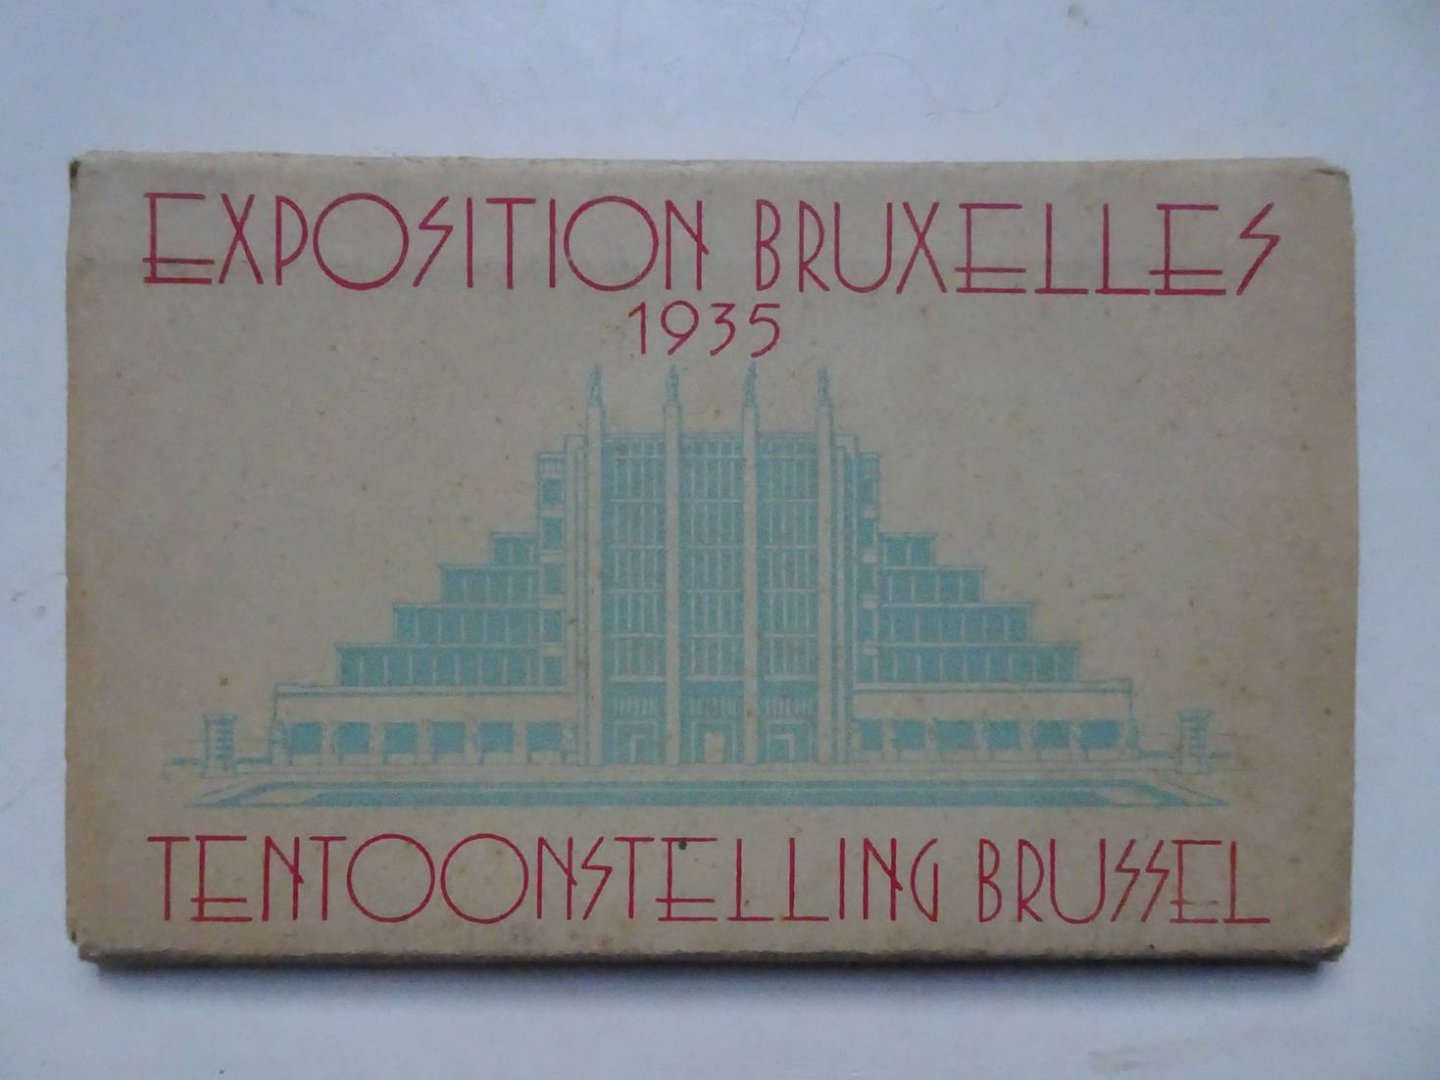 EXPOSITION BRUXELLES
1935
TENTOONSTELLING BRUSSEL